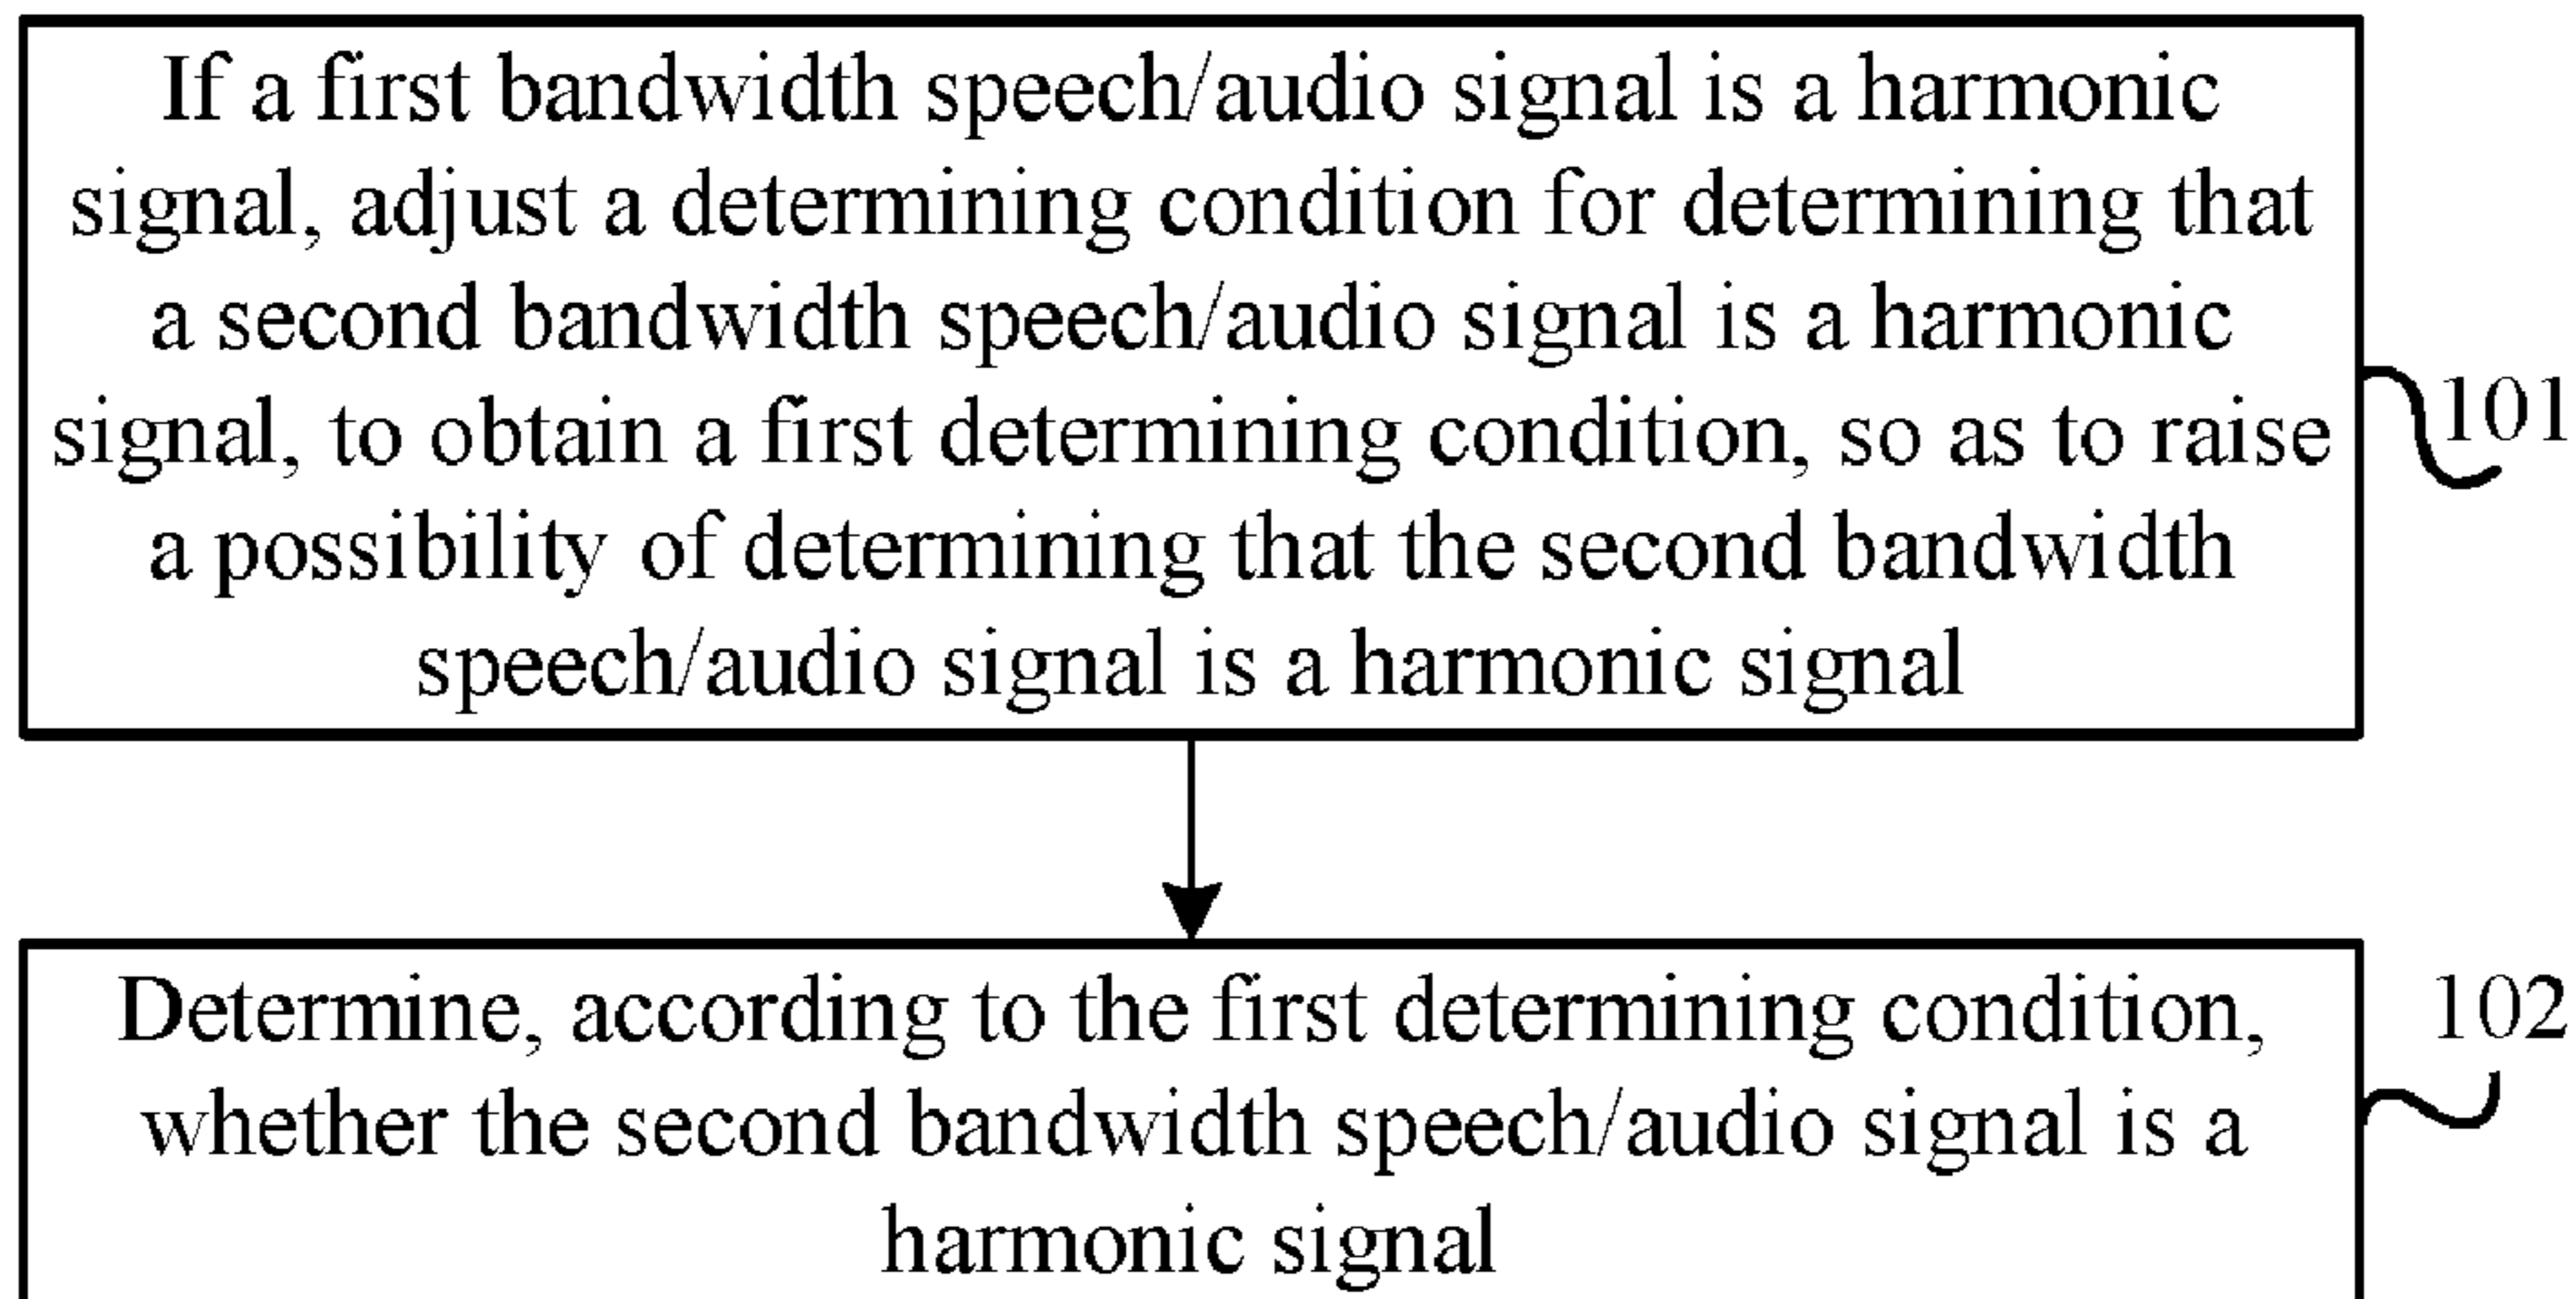 If a first bandwidth speech/audio signal is a harmonic
signal, adjust a determining condition for determining that
a second bandwidth speech/audio signal is a harmonic
signal, to obtain a first determining condition, so as to raise
a possibility of determining that the second bandwidth
speech/audio signal is a harmonic signal
101
Determine, according to the first determining condition,
whether the second bandwidth speech/audio signal is a
harmonic signal
102